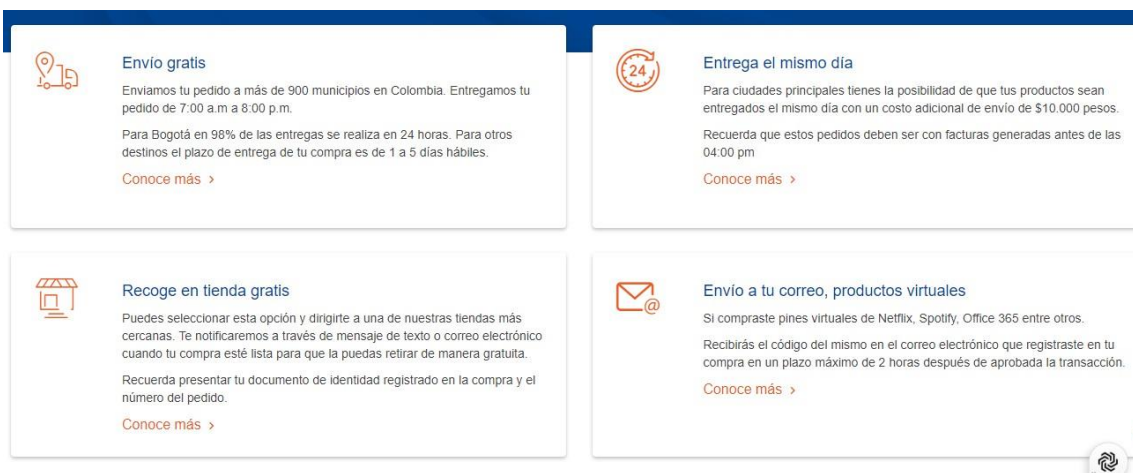 Envío gratis
Enviamos tu pedido a más de 900 municipios en Colombia. Entregamos tu
pedido de 7:00 a.m a 8:00 p.m.
Para Bogotá en 98% de las entregas se realiza en 24 horas. Para otros
destinos el plazo de entrega de tu compra es de 1 a 5 días hábiles.
Conoce más >
24
Entrega el mismo día
Para ciudades principales tienes la posibilidad de que tus productos sean
entregados el mismo día con un costo adicional de envío de $10.000 pesos.
Recuerda que estos pedidos deben ser con facturas generadas antes de las
04:00 pm
Conoce más >
Recoge en tienda gratis
Puedes seleccionar esta opción y dirigirte a una de nuestras tiendas más
cercanas. Te notificaremos a través de mensaje de texto o correo electrónico
cuando tu compra esté lista para que la puedas retirar de manera gratuita.
Recuerda presentar tu documento de identidad registrado en la compra y el
número del pedido.
Conoce más >
@
Envío a tu correo, productos virtuales
Si compraste pines virtuales de Netflix, Spotify, Office 365 entre otros.
Recibirás el código del mismo en el correo electrónico que registraste en tu
compra en un plazo máximo de 2 horas después de aprobada la transacción.
Conoce más >